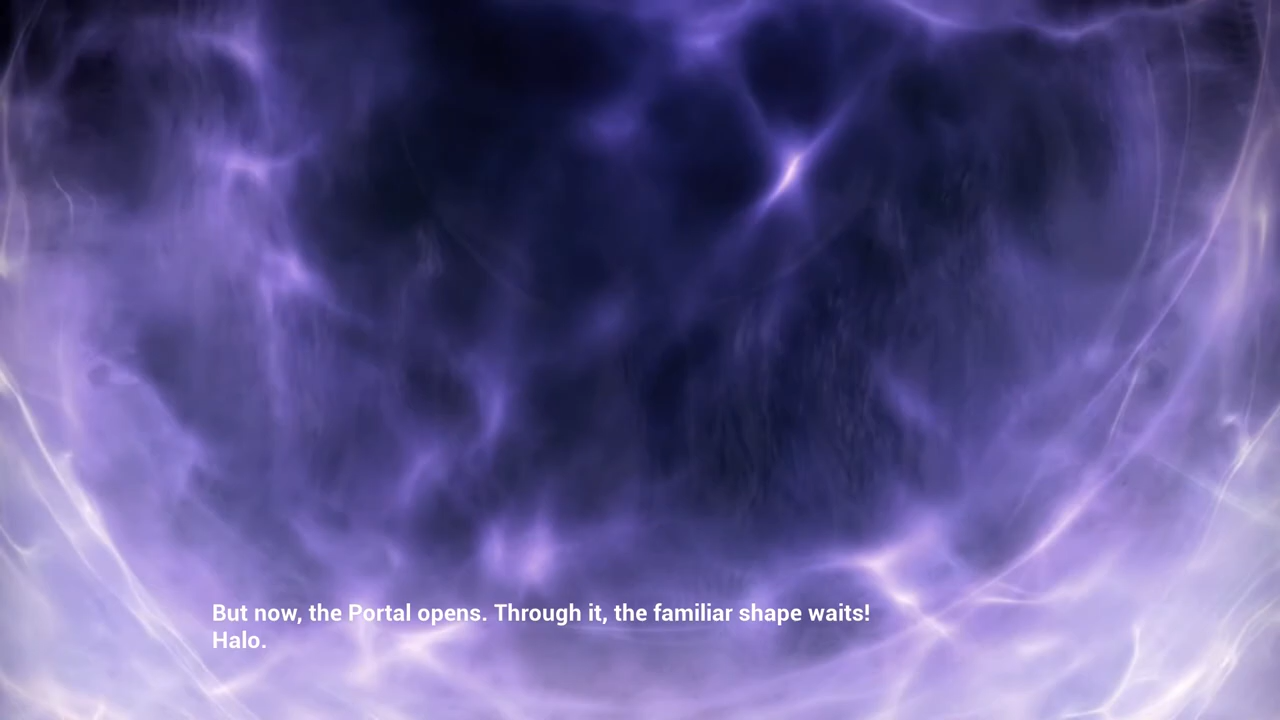 But now, the Portal opens. Through it, the familiar shape waits!
Halo.